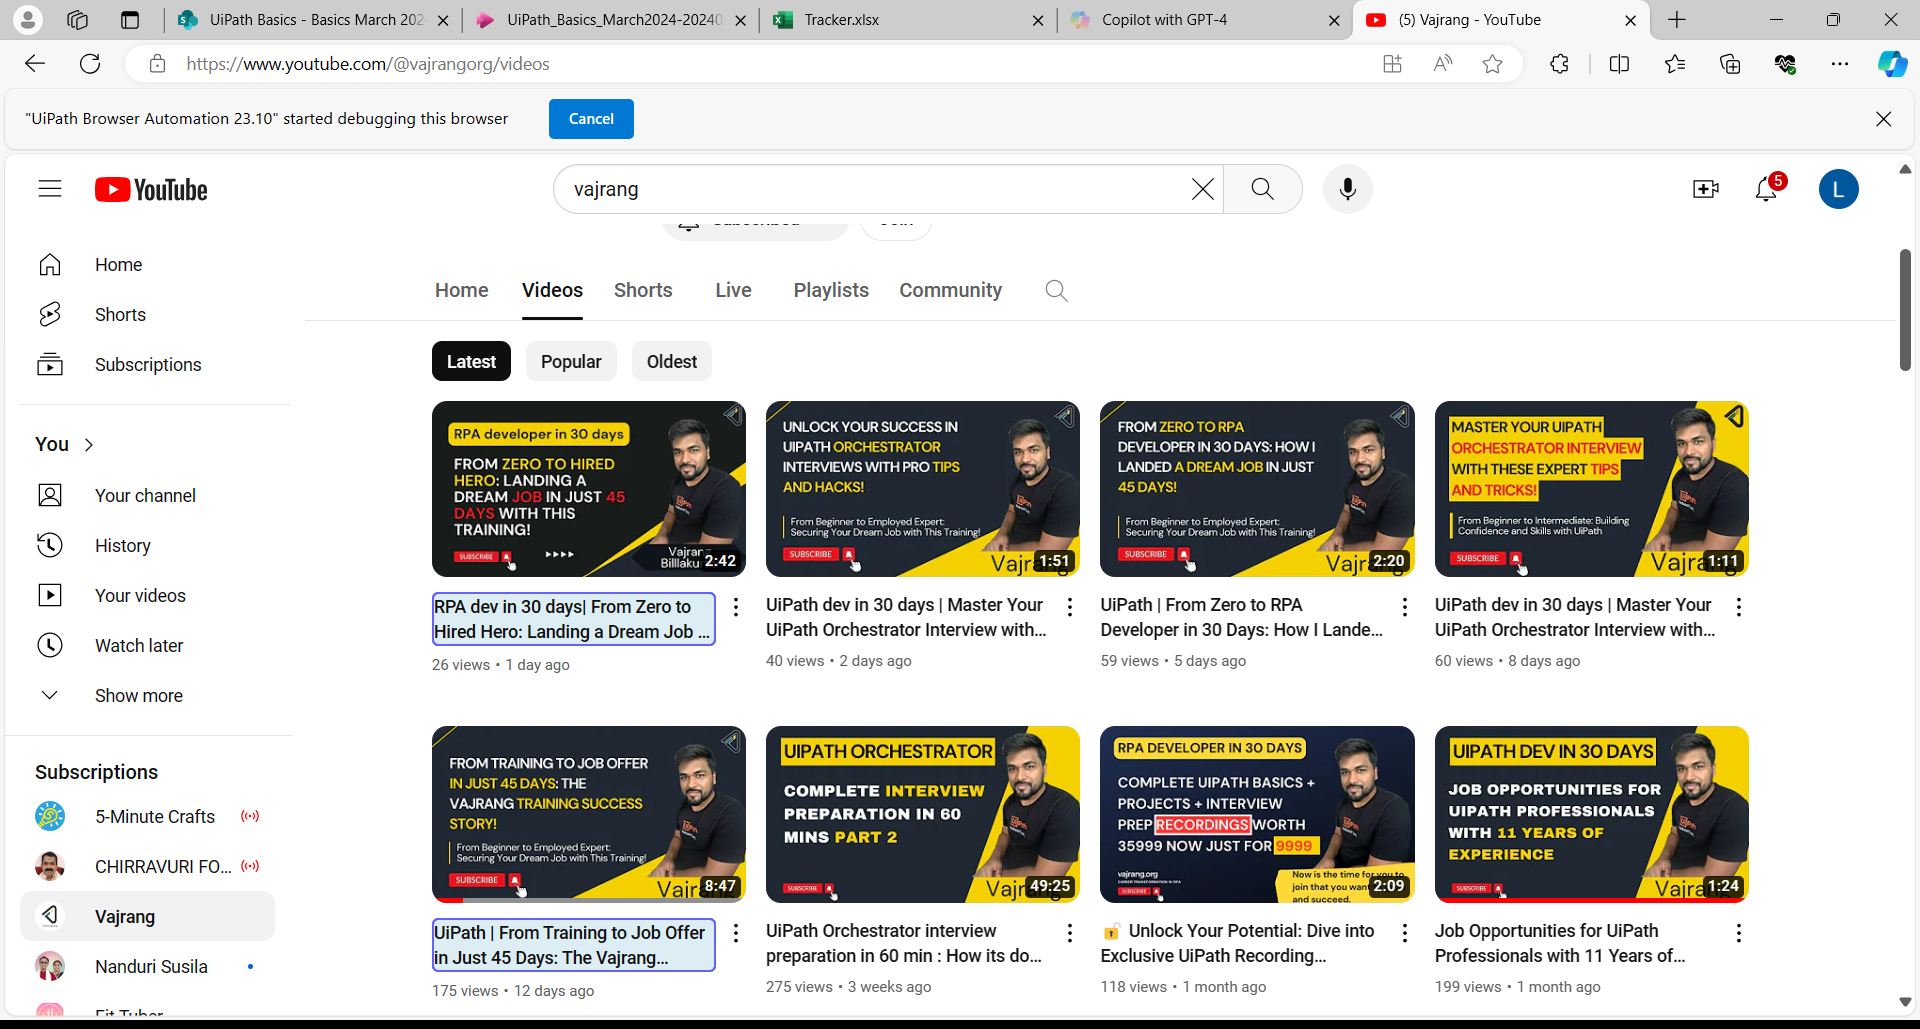 UiPath Basics - Basics March 202
UiPath_Basics_March2024-20240
Tracker.xlsx
Copilot with GPT-4
(5) Vajrang - YouTube
https://www.youtube.com/@vajrangorg/videos
"UiPath Browser Automation 23.10" started debugging this browser
Cancel
YouTube
vajrang
5
L
Home
Shorts
Subscriptions
You
Your channel
History
Your videos
Watch later
Show more
Subscriptions
5-Minute Crafts
CHIRRAVURI FO...
Vajrang
Nanduri Susila
Home Videos Shorts Live Playlists Community
Latest Popular Oldest
RPA developer in 30 days
FROM ZERO TO HIRED
HERO: LANDING A
DREAM JOB IN JUST 45
DAYS WITH THIS
TRAINING!
SUBSCRIBE
2:42
RPA dev in 30 days| From Zero to
Hired Hero: Landing a Dream Job ...
26 views • 1 day ago
UNLOCK YOUR SUCCESS IN
UIPATH ORCHESTRATOR
INTERVIEWS WITH PRO TIPS
AND HACKS!
From Beginner to Employed Expert:
Securing Your Dream Job with This Training!
SUBSCRIBE
1:51
UiPath dev in 30 days | Master Your
UiPath Orchestrator Interview with...
40 views • 2 days ago
FROM ZERO TO RPA
DEVELOPER IN 30 DAYS: HOW I
LANDED A DREAM JOB IN JUST
45 DAYS!
From Beginner to Employed Expert:
Securing Your Dream Job with This Training!
SUBSCRIBE
2:20
UiPath | From Zero to RPA
Developer in 30 Days: How I Lande...
59 views • 5 days ago
MASTER YOUR UIPATH
ORCHESTRATOR INTERVIEW
WITH THESE EXPERT TIPS
AND TRICKS!
From Beginner to Intermediate: Building
Confidence and Skills with UiPath
SUBSCRIBE
1:11
UiPath dev in 30 days | Master Your
UiPath Orchestrator Interview with...
60 views • 8 days ago
FROM TRAINING TO JOB OFFER
IN JUST 45 DAYS: THE
VAJRANG TRAINING SUCCESS
STORY!
From Beginner to Employed Expert:
Securing Your Dream Job with This Training!
SUBSCRIBE
8:47
UiPath | From Training to Job Offer
in Just 45 Days: The Vajrang...
175 views • 12 days ago
UIPATH ORCHESTRATOR
COMPLETE INTERVIEW
PREPARATION IN 60
MINS PART 2
SUBSCRIBE
49:25
UiPath Orchestrator interview
preparation in 60 min : How its do...
275 views • 3 weeks ago
RPA DEVELOPER IN 30 DAYS
COMPLETE UIPATH BASICS +
PROJECTS + INTERVIEW
PREP RECORDINGS WORTH
35999 NOW JUST FOR 9999
vajrang.org
SUBSCRIBE
Now is the time for you to
join that you want
and succeed.
2:09
Unlock Your Potential: Dive into
Exclusive UiPath Recording...
118 views • 1 month ago
UIPATH DEV IN 30 DAYS
JOB OPPORTUNITIES FOR
UIPATH PROFESSIONALS
WITH 11 YEARS OF
EXPERIENCE
SUBSCRIBE
1:24
Job Opportunities for UiPath
Professionals with 11 Years of...
199 views • 1 month ago